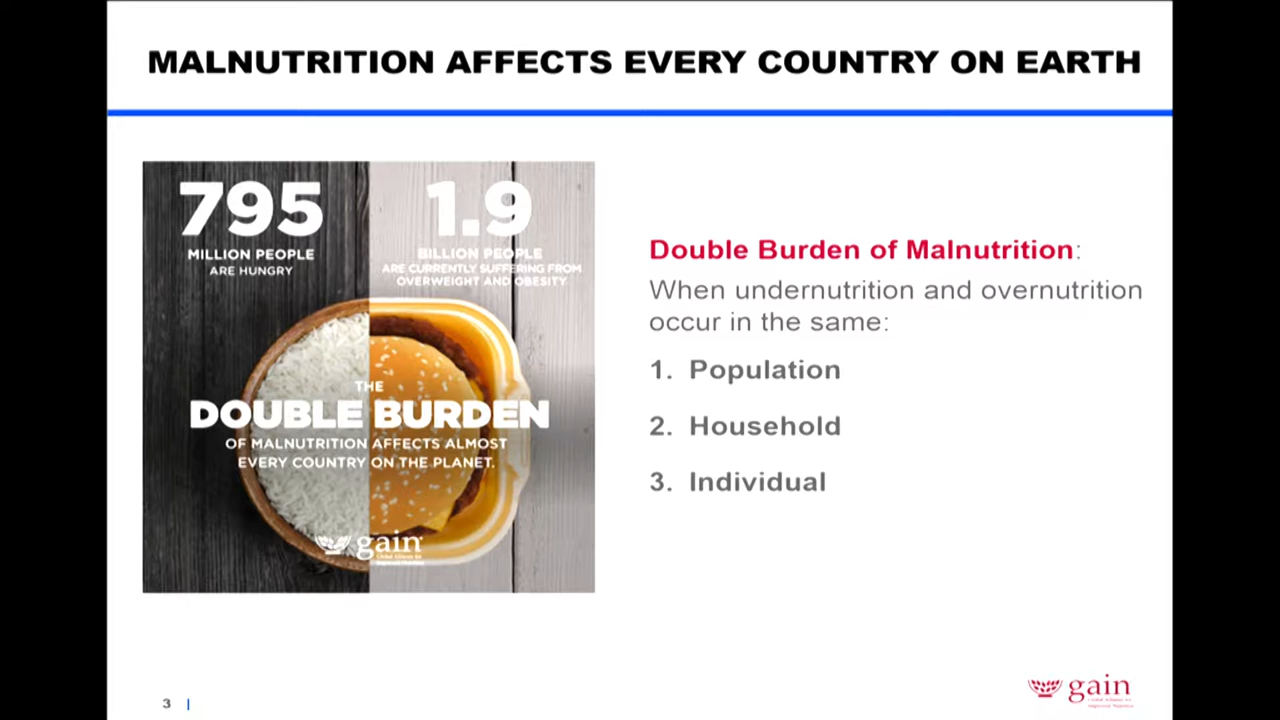 MALNUTRITION AFFECTS EVERY COUNTRY ON EARTH
795
MILLION PEOPLE
ARE HUNGRY
1.9
BILLION PEOPLE
ARE CURRENTLY SUFFERING FROM
OVERWEIGHT AND OBESITY
THE
DOUBLE BURDEN
OF MALNUTRITION AFFECTS ALMOST
EVERY COUNTRY ON THE PLANET.
gain
Double Burden of Malnutrition:
When undernutrition and overnutrition
occur in the same:
1. Population
2. Household
3. Individual
3 |
gain